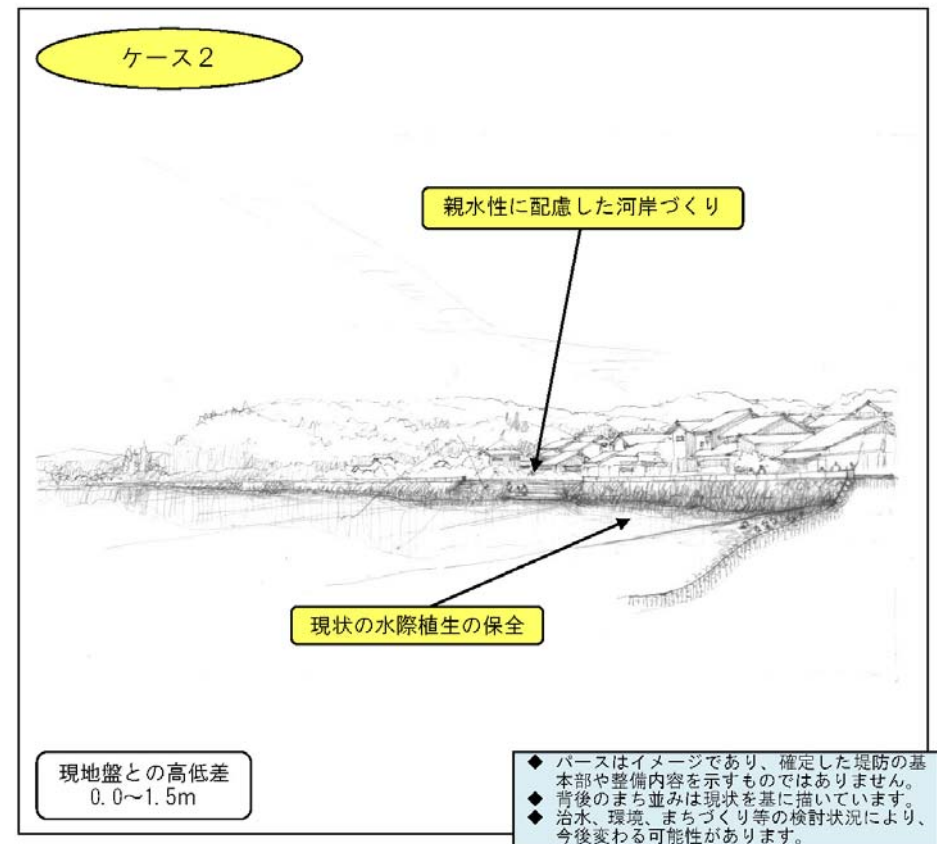 ケース2
親水性に配慮した河岸づくり
現状の水際植生の保全
現地盤との高低差
0.0~1.5m
◆ パースはイメージであり、確定した堤防の基
本部や整備内容を示すものではありません。
◆ 背後のまち並みは現状を基に描いています。
◆ 治水、環境、まちづくり等の検討状況により、
今後変わる可能性があります。